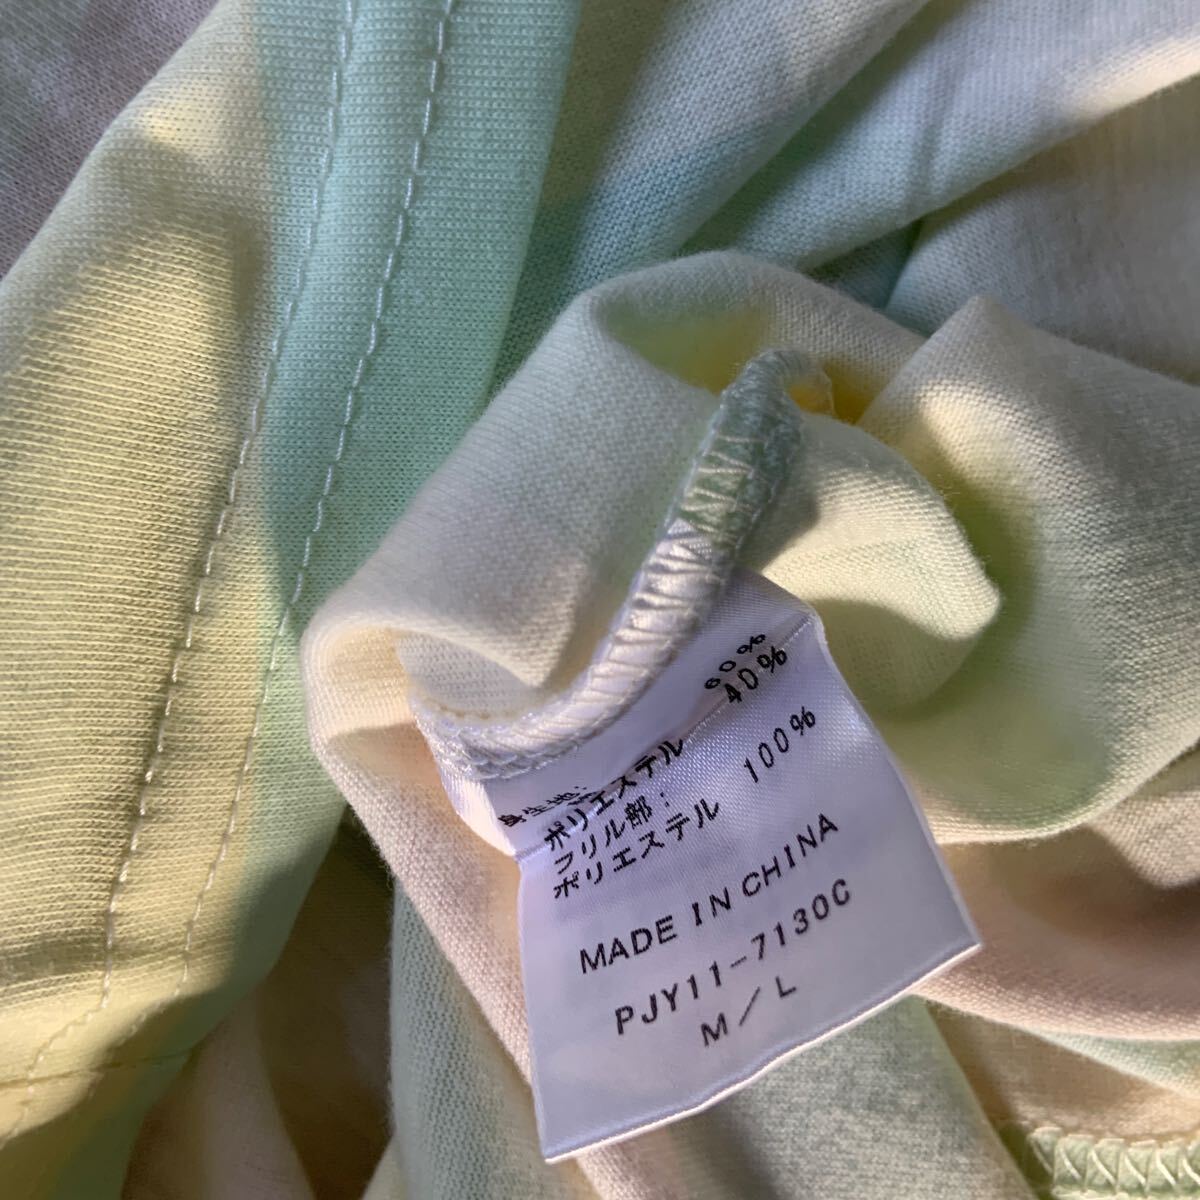 身生地:
60%
ポリエステル 40%
フリル部:
ポリエステル 100%
MADE IN CHINA
PJY11-7130C
M/L